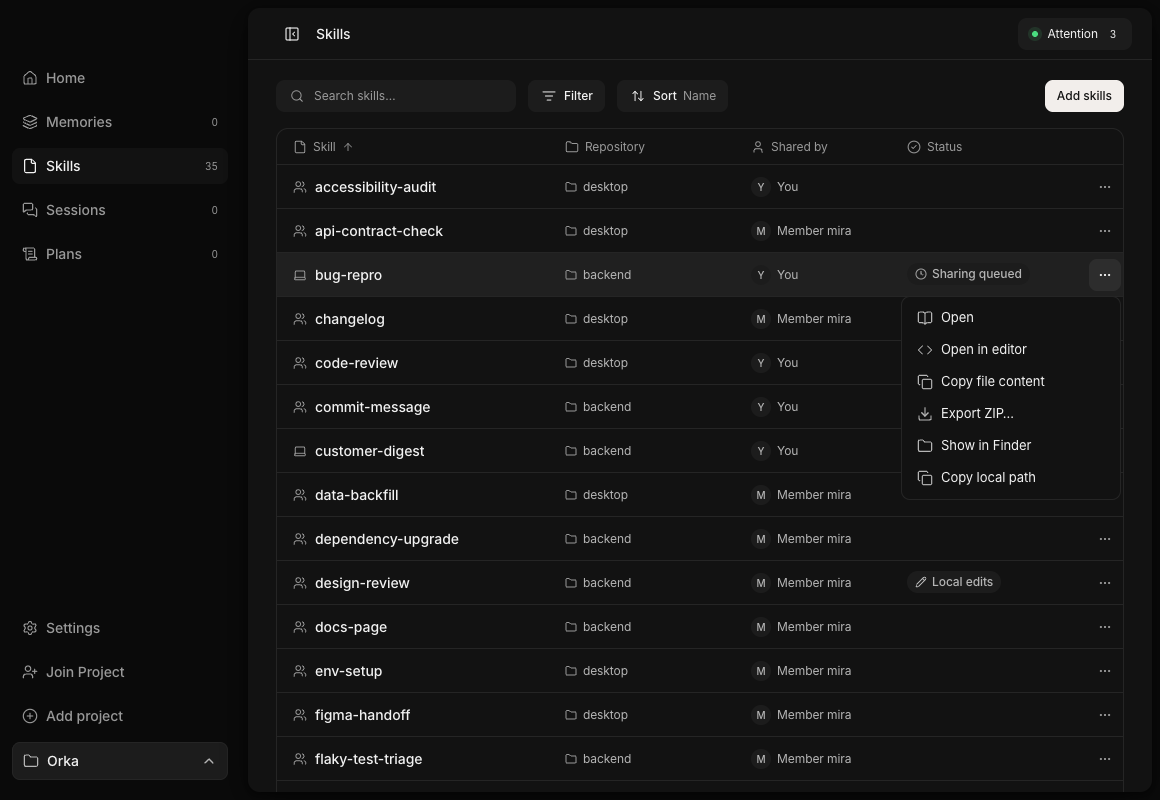 Skills
Attention 3
Home
Memories 0
Skills 35
Sessions 0
Plans 0
Search skills...
Filter
Sort Name
Add skills
Skill Repository Shared by Status
accessibility-audit desktop Y You
api-contract-check desktop M Member mira
bug-repro backend Y You Sharing queued
changelog desktop M Member mira
code-review desktop Y You
commit-message backend Y You
customer-digest backend Y You
data-backfill desktop M Member mira
dependency-upgrade backend M Member mira
design-review backend M Member mira Local edits
docs-page backend M Member mira
env-setup desktop M Member mira
figma-handoff desktop M Member mira
flaky-test-triage backend M Member mira
Open
Open in editor
Copy file content
Export ZIP...
Show in Finder
Copy local path
Settings
Join Project
Add project
Orka